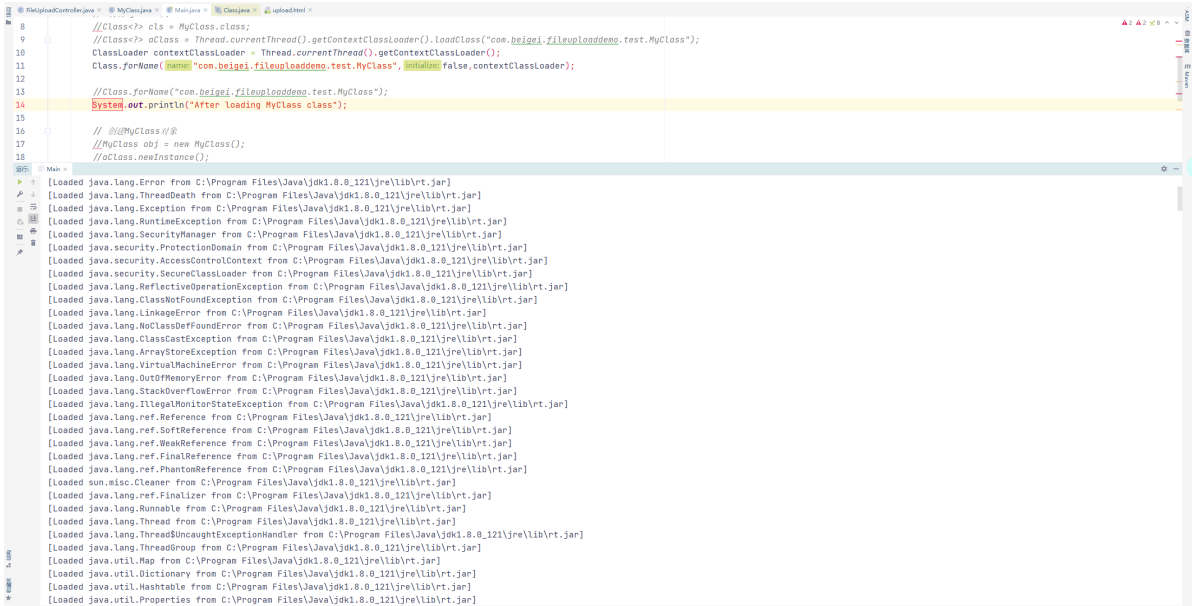 FileUploadController.java × MyClass.java × Main.java × Class.java × upload.html ×
8 //Class<?> cls = MyClass.class;
9 //Class<?> aClass = Thread.currentThread().getContextClassLoader().loadClass("com.beigei.fileuploaddemo.test.MyClass");
10 ClassLoader contextClassLoader = Thread.currentThread().getContextClassLoader();
11 Class.forName( name: "com.beigei.fileuploaddemo.test.MyClass", initialize: false,contextClassLoader);
12
13 //Class.forName("com.beigei.fileuploaddemo.test.MyClass");
14 System.out.println("After loading MyClass class");
15
16 // 创建MyClass对象
17 //MyClass obj = new MyClass();
18 //aClass.newInstance();
2 2 8
ASM
数据库
Maven
运行: Main ×
[Loaded java.lang.Error from C:\Program Files\Java\jdk1.8.0_121\jre\lib\rt.jar]
[Loaded java.lang.ThreadDeath from C:\Program Files\Java\jdk1.8.0_121\jre\lib\rt.jar]
[Loaded java.lang.Exception from C:\Program Files\Java\jdk1.8.0_121\jre\lib\rt.jar]
[Loaded java.lang.RuntimeException from C:\Program Files\Java\jdk1.8.0_121\jre\lib\rt.jar]
[Loaded java.lang.SecurityManager from C:\Program Files\Java\jdk1.8.0_121\jre\lib\rt.jar]
[Loaded java.security.ProtectionDomain from C:\Program Files\Java\jdk1.8.0_121\jre\lib\rt.jar]
[Loaded java.security.AccessControlContext from C:\Program Files\Java\jdk1.8.0_121\jre\lib\rt.jar]
[Loaded java.security.SecureClassLoader from C:\Program Files\Java\jdk1.8.0_121\jre\lib\rt.jar]
[Loaded java.lang.ReflectiveOperationException from C:\Program Files\Java\jdk1.8.0_121\jre\lib\rt.jar]
[Loaded java.lang.ClassNotFoundException from C:\Program Files\Java\jdk1.8.0_121\jre\lib\rt.jar]
[Loaded java.lang.LinkageError from C:\Program Files\Java\jdk1.8.0_121\jre\lib\rt.jar]
[Loaded java.lang.NoClassDefFoundError from C:\Program Files\Java\jdk1.8.0_121\jre\lib\rt.jar]
[Loaded java.lang.ClassCastException from C:\Program Files\Java\jdk1.8.0_121\jre\lib\rt.jar]
[Loaded java.lang.ArrayStoreException from C:\Program Files\Java\jdk1.8.0_121\jre\lib\rt.jar]
[Loaded java.lang.VirtualMachineError from C:\Program Files\Java\jdk1.8.0_121\jre\lib\rt.jar]
[Loaded java.lang.OutOfMemoryError from C:\Program Files\Java\jdk1.8.0_121\jre\lib\rt.jar]
[Loaded java.lang.StackOverflowError from C:\Program Files\Java\jdk1.8.0_121\jre\lib\rt.jar]
[Loaded java.lang.IllegalMonitorStateException from C:\Program Files\Java\jdk1.8.0_121\jre\lib\rt.jar]
[Loaded java.lang.ref.Reference from C:\Program Files\Java\jdk1.8.0_121\jre\lib\rt.jar]
[Loaded java.lang.ref.SoftReference from C:\Program Files\Java\jdk1.8.0_121\jre\lib\rt.jar]
[Loaded java.lang.ref.WeakReference from C:\Program Files\Java\jdk1.8.0_121\jre\lib\rt.jar]
[Loaded java.lang.ref.FinalReference from C:\Program Files\Java\jdk1.8.0_121\jre\lib\rt.jar]
[Loaded java.lang.ref.PhantomReference from C:\Program Files\Java\jdk1.8.0_121\jre\lib\rt.jar]
[Loaded sun.misc.Cleaner from C:\Program Files\Java\jdk1.8.0_121\jre\lib\rt.jar]
[Loaded java.lang.ref.Finalizer from C:\Program Files\Java\jdk1.8.0_121\jre\lib\rt.jar]
[Loaded java.lang.Runnable from C:\Program Files\Java\jdk1.8.0_121\jre\lib\rt.jar]
[Loaded java.lang.Thread from C:\Program Files\Java\jdk1.8.0_121\jre\lib\rt.jar]
[Loaded java.lang.Thread$UncaughtExceptionHandler from C:\Program Files\Java\jdk1.8.0_121\jre\lib\rt.jar]
[Loaded java.lang.ThreadGroup from C:\Program Files\Java\jdk1.8.0_121\jre\lib\rt.jar]
[Loaded java.util.Map from C:\Program Files\Java\jdk1.8.0_121\jre\lib\rt.jar]
[Loaded java.util.Dictionary from C:\Program Files\Java\jdk1.8.0_121\jre\lib\rt.jar]
[Loaded java.util.Hashtable from C:\Program Files\Java\jdk1.8.0_121\jre\lib\rt.jar]
[Loaded java.util.Properties from C:\Program Files\Java\jdk1.8.0_121\jre\lib\rt.jar]